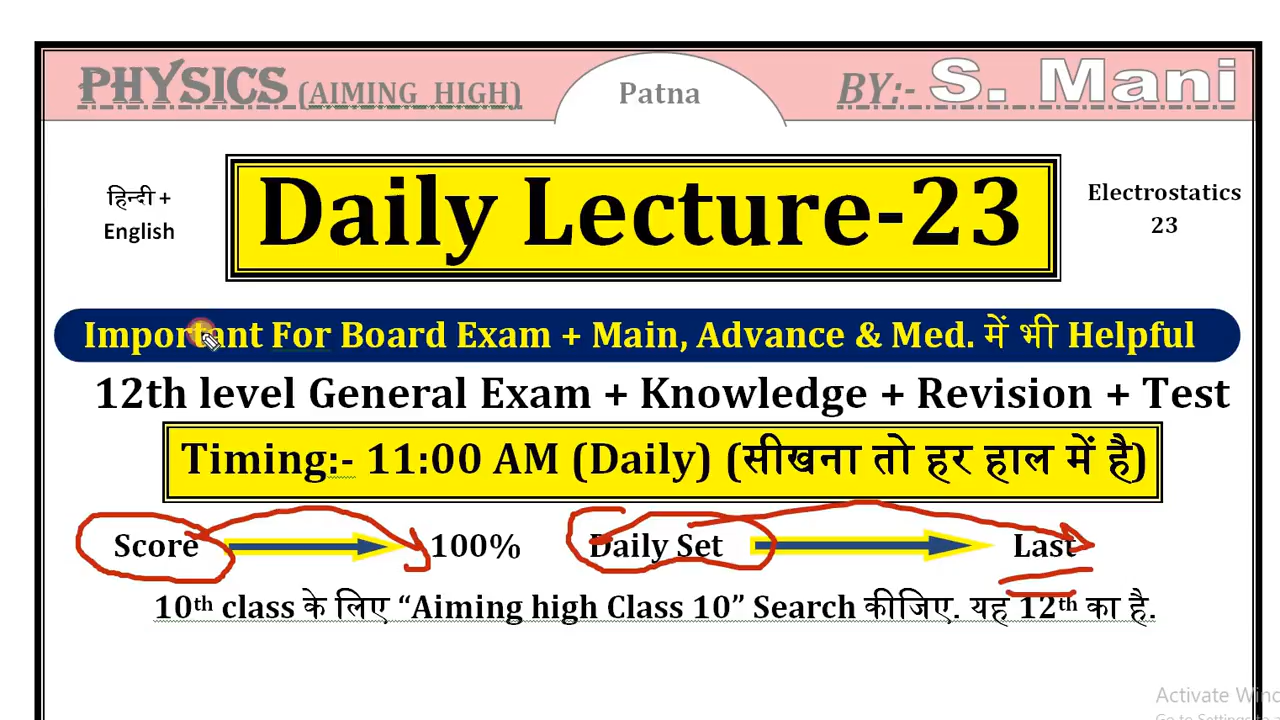 PHYSICS (AIMING HIGH) Patna BY:- S. Mani
हिन्दी +
English
Daily Lecture-23
Electrostatics
23
Important For Board Exam + Main, Advance & Med. में भी Helpful
12th level General Exam + Knowledge + Revision + Test
Timing:- 11:00 AM (Daily) (सीखना तो हर हाल में है)
Score 100% Daily Set Last
10th class के लिए “Aiming high Class 10” Search कीजिए. यह 12th का है.
Activate Winc